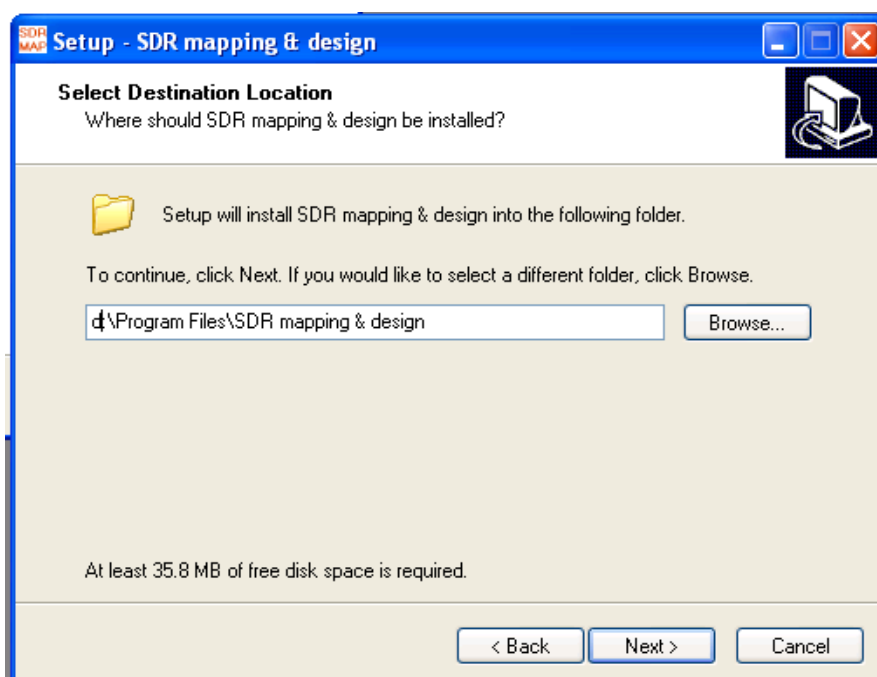 SDR
MAP
Setup - SDR mapping & design
Select Destination Location
Where should SDR mapping & design be installed?
Setup will install SDR mapping & design into the following folder.
To continue, click Next. If you would like to select a different folder, click Browse.
d:\Program Files\SDR mapping & design
Browse...
At least 35.8 MB of free disk space is required.
< Back
Next >
Cancel